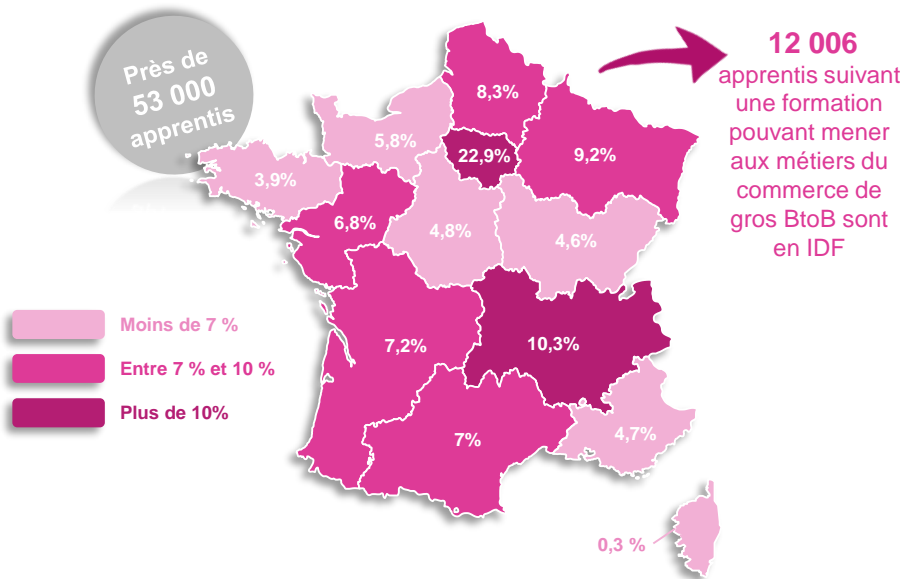 Près de
53 000
apprentis
12 006
apprentis suivant
une formation
pouvant mener
aux métiers du
commerce de
gros BtoB sont
en IDF
8,3%
5,8%
22,9%
9,2%
3,9%
6,8%
4,8%
4,6%
Moins de 7 %
Entre 7 % et 10 %
Plus de 10%
7,2%
10,3%
7%
4,7%
0,3 %